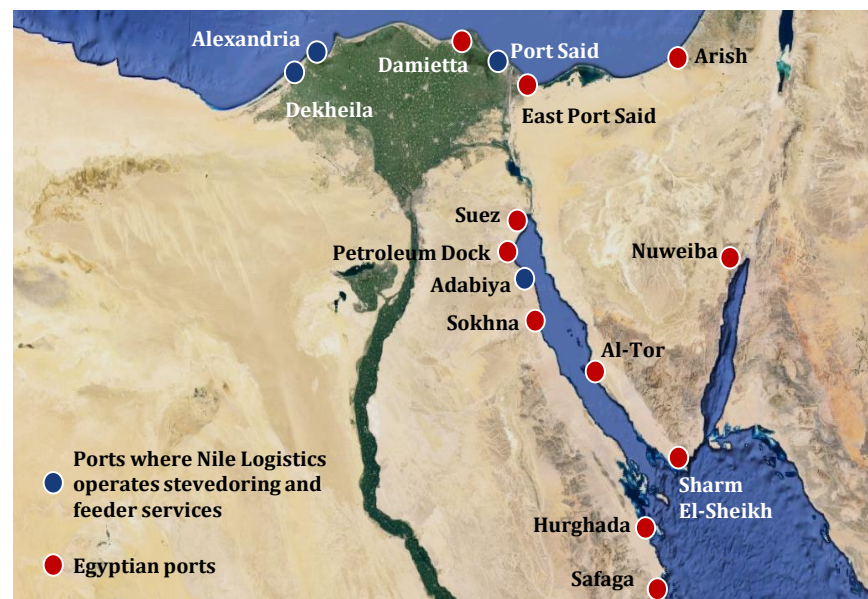 Alexandria
Port Said
Damietta
Arish
Dekheila
East Port Said
Suez
Petroleum Dock
Nuweiba
Adabiya
Sokhna
Al-Tor
Ports where Nile Logistics
operates stevedoring and
feeder services
Sharm
El-Sheikh
Hurghada
Egyptian ports
Safaga